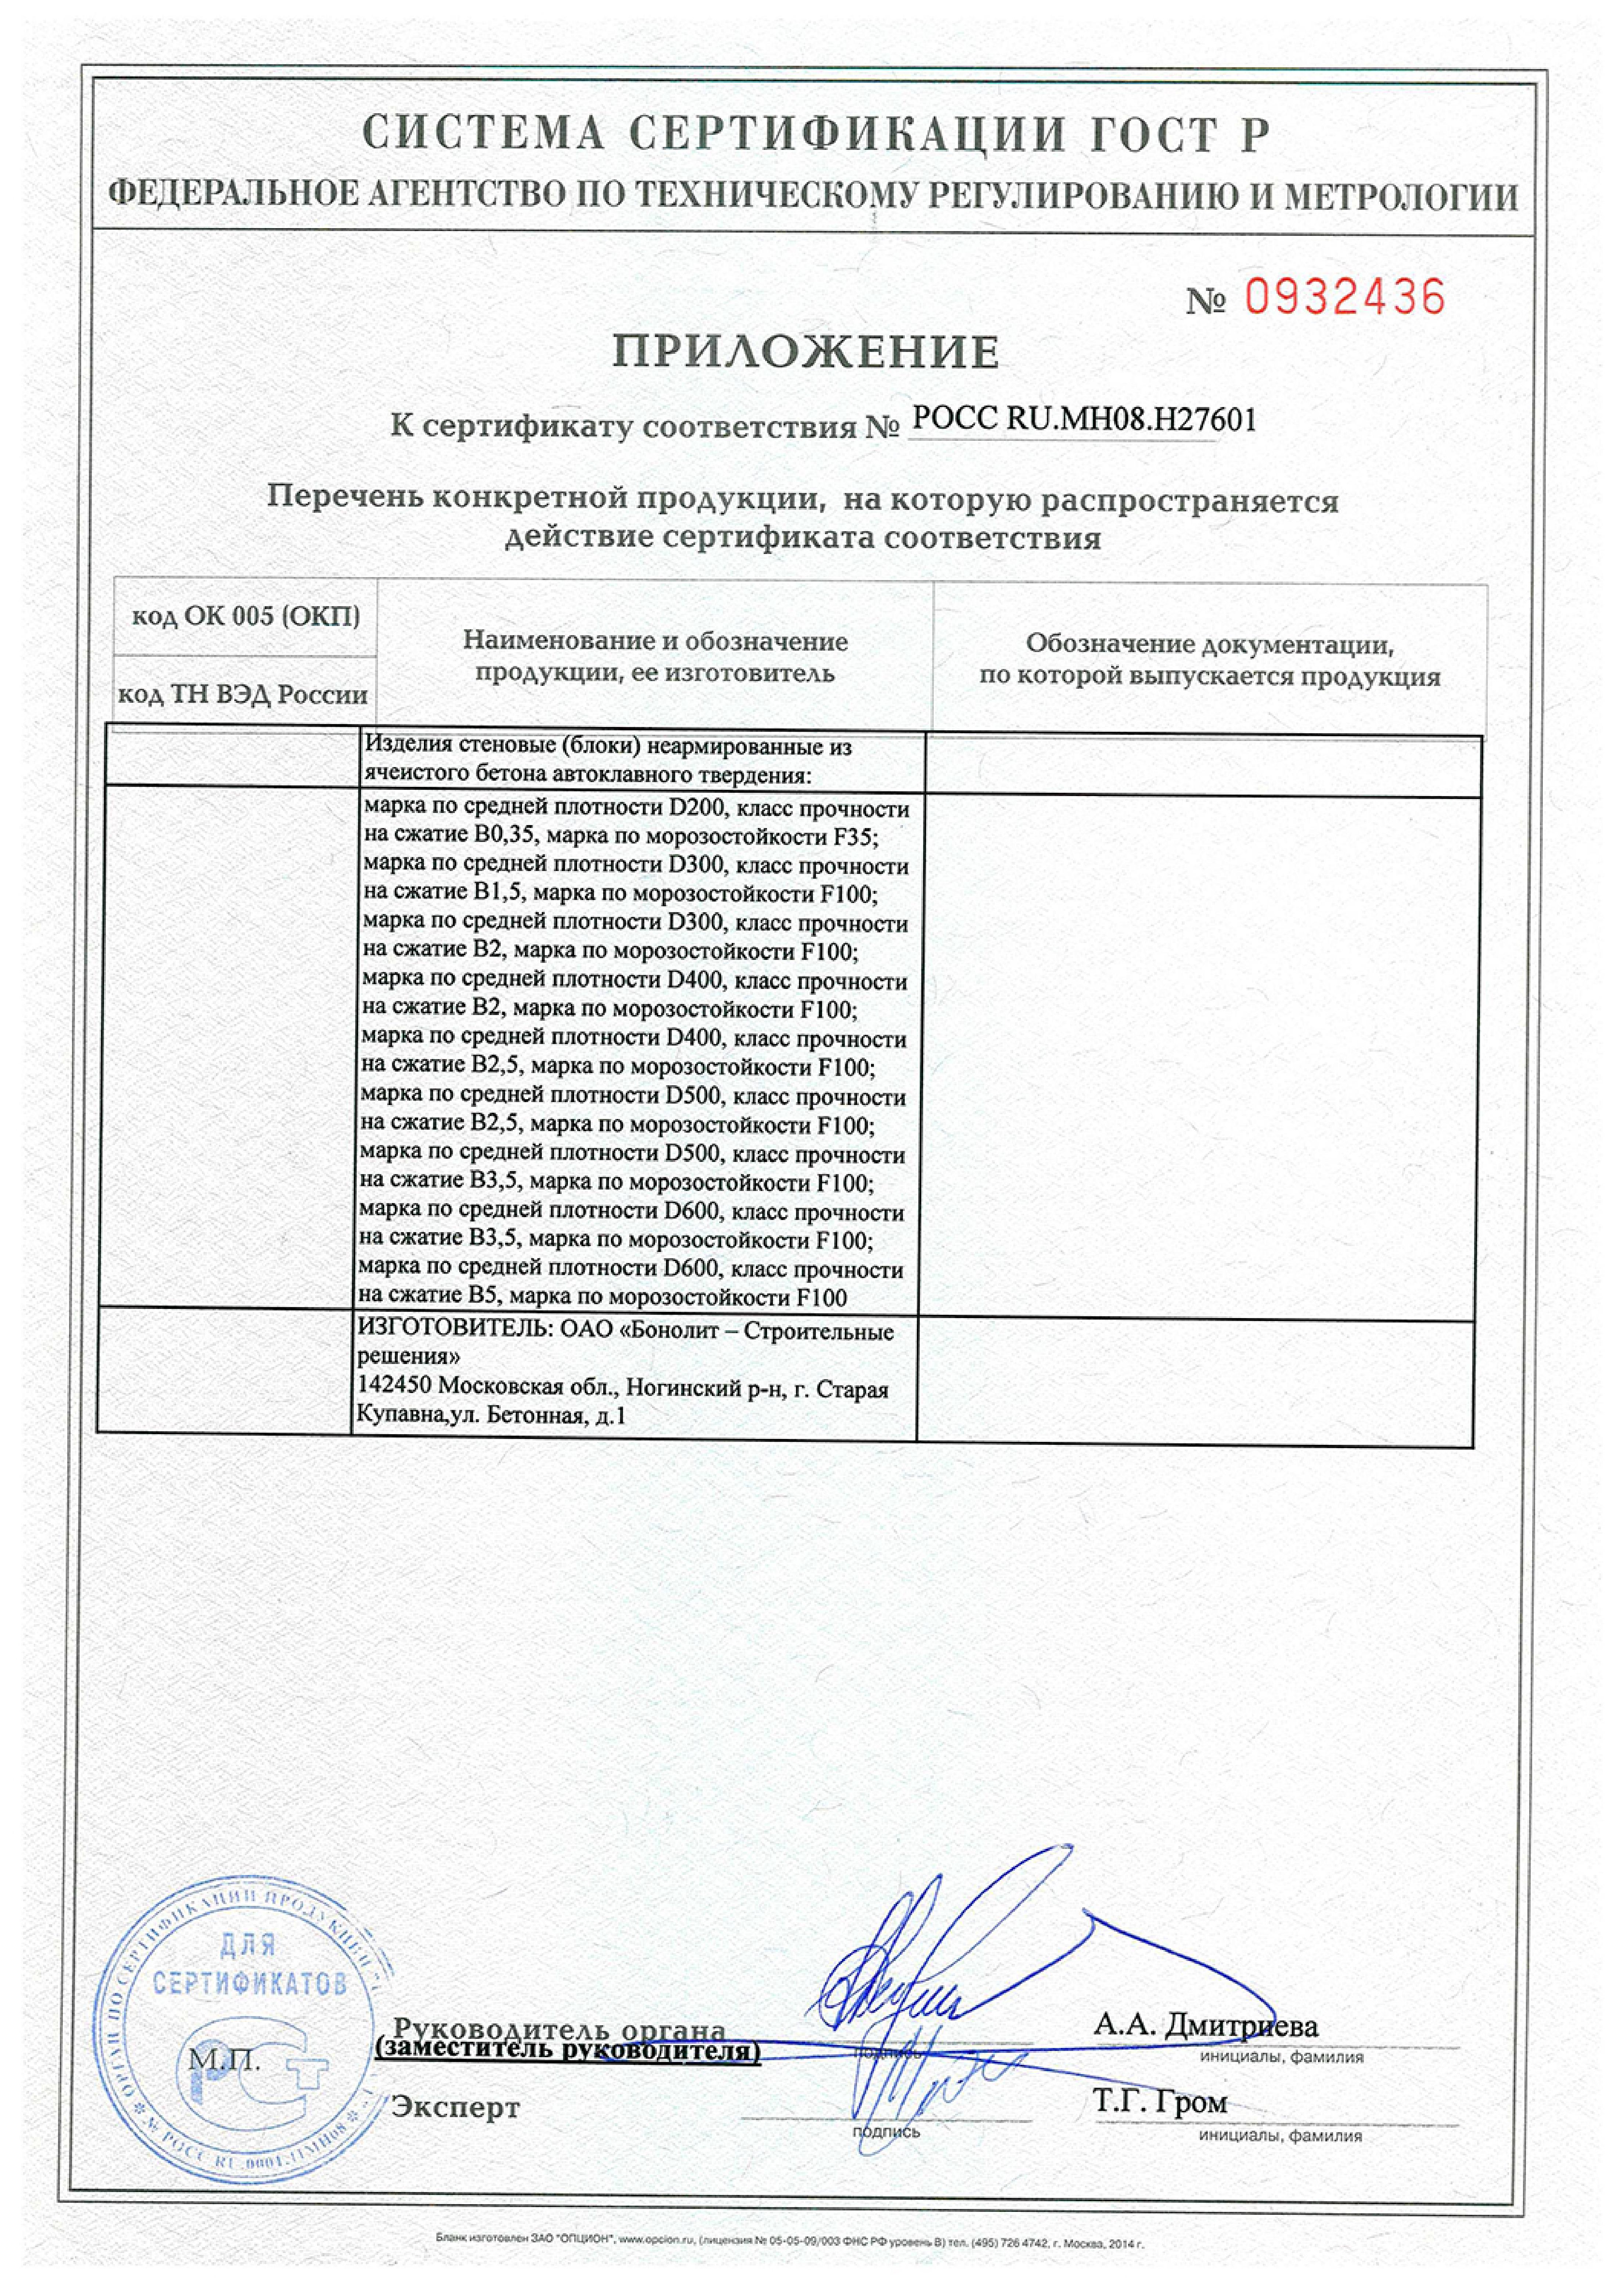 СИСТЕМА СЕРТИФИКАЦИИ ГОСТ Р
ФЕДЕРАЛЬНОЕ АГЕНТСТВО ПО ТЕХНИЧЕСКОМУ РЕГУЛИРОВАНИЮ И МЕТРОЛОГИИ
№ 0932436
ПРИЛОЖЕНИЕ
К сертификату соответствия № РОСС RU.МН08.Н27601
Перечень конкретной продукции, на которую распространяется
действие сертификата соответствия
код ОК 005 (ОКП)
код ТН ВЭД России
Наименование и обозначение
продукции, ее изготовитель
Обозначение документации,
по которой выпускается продукция
Изделия стеновые (блоки) неармированные из
ячеистого бетона автоклавного твердения:
марка по средней плотности D200, класс прочности
на сжатие В0,35, марка по морозостойкости F35;
марка по средней плотности D300, класс прочности
на сжатие В1,5, марка по морозостойкости F100;
марка по средней плотности D300, класс прочности
на сжатие В2, марка по морозостойкости F100;
марка по средней плотности D400, класс прочности
на сжатие В2, марка по морозостойкости F100;
марка по средней плотности D400, класс прочности
на сжатие В2,5, марка по морозостойкости F100;
марка по средней плотности D500, класс прочности
на сжатие В2,5, марка по морозостойкости F100;
марка по средней плотности D500, класс прочности
на сжатие В3,5, марка по морозостойкости F100;
марка по средней плотности D600, класс прочности
на сжатие В3,5, марка по морозостойкости F100;
марка по средней плотности D600, класс прочности
на сжатие В5, марка по морозостойкости F100
ИЗГОТОВИТЕЛЬ: ОАО «Бонолит – Строительные
решения»
142450 Московская обл., Ногинский р-н, г. Старая
Купавна,ул. Бетонная, д.1
ОРГАН ПО СЕРТИФИКАЦИИ ПРОДУКЦИИ
ДЛЯ
СЕРТИФИКАТОВ
М.П.
№ РОСС RU.0001.11МН08
Руководитель органа
(заместитель руководителя)
подпись
А.А. Дмитриева
инициалы, фамилия
Эксперт
подпись
Т.Г. Гром
инициалы, фамилия
Бланк изготовлен ЗАО "ОПЦИОН", www.opcion.ru, (лицензия № 05-05-09/003 ФНС РФ уровень В) тел. (495) 726 4742, г. Москва, 2014 г.